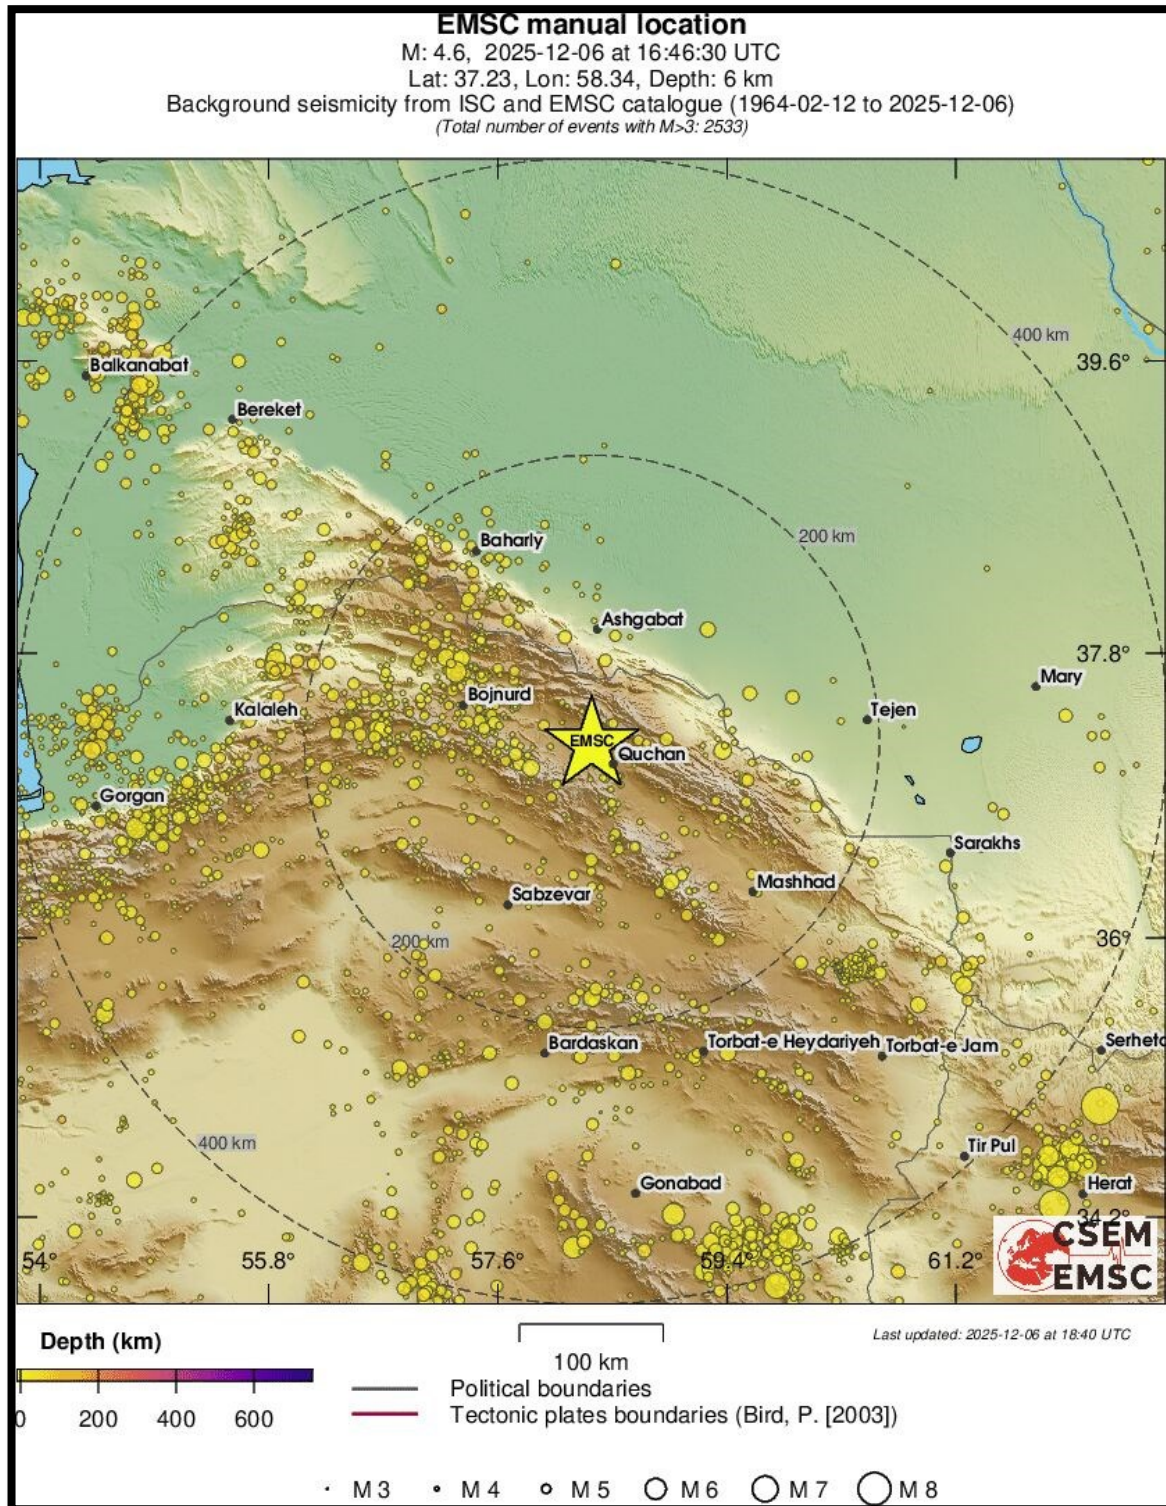 EMSC manual location
M: 4.6, 2025-12-06 at 16:46:30 UTC
Lat: 37.23, Lon: 58.34, Depth: 6 km
Background seismicity from ISC and EMSC catalogue (1964-02-12 to 2025-12-06)
(Total number of events with M>3: 2533)
400 km
39.6°
Balkanabat
Bereket
200 km
Baharly
Ashgabat
37.8°
Mary
Bojnurd
Kalaleh
Tejen
EMSC
Quchan
Gorgan
Sarakhs
Mashhad
Sabzevar
200 km
36°
Bardaskan
Torbat-e Heydariyeh
Torbat-e Jam
Serheta
400 km
Tir Pul
Gonabad
Herat
34.2°
54°
55.8°
57.6°
59.4°
61.2°
CSEM
EMSC
Depth (km)
Last updated: 2025-12-06 at 18:40 UTC
100 km
0 200 400 600
Political boundaries
Tectonic plates boundaries (Bird, P. [2003])
M 3 M 4 M 5 M 6 M 7 M 8